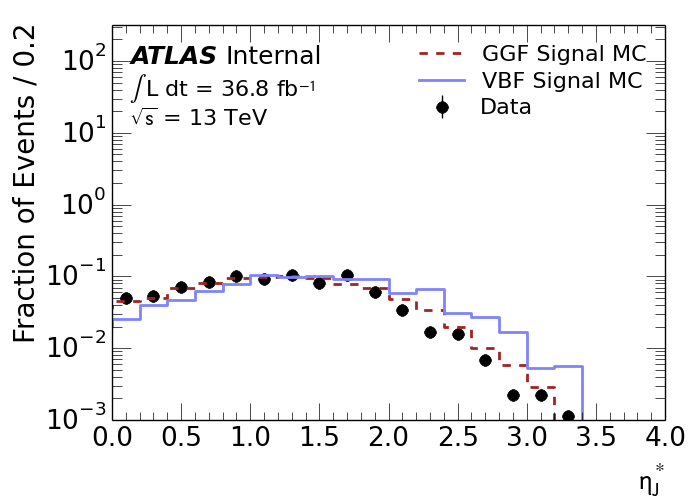 ATLAS Internal
∫L dt = 36.8 fb⁻¹
√s = 13 TeV
GGF Signal MC
VBF Signal MC
Data
Fraction of Events / 0.2
10²
10¹
10⁰
10⁻¹
10⁻²
10⁻³
0.0 0.5 1.0 1.5 2.0 2.5 3.0 3.5 4.0
η*_J